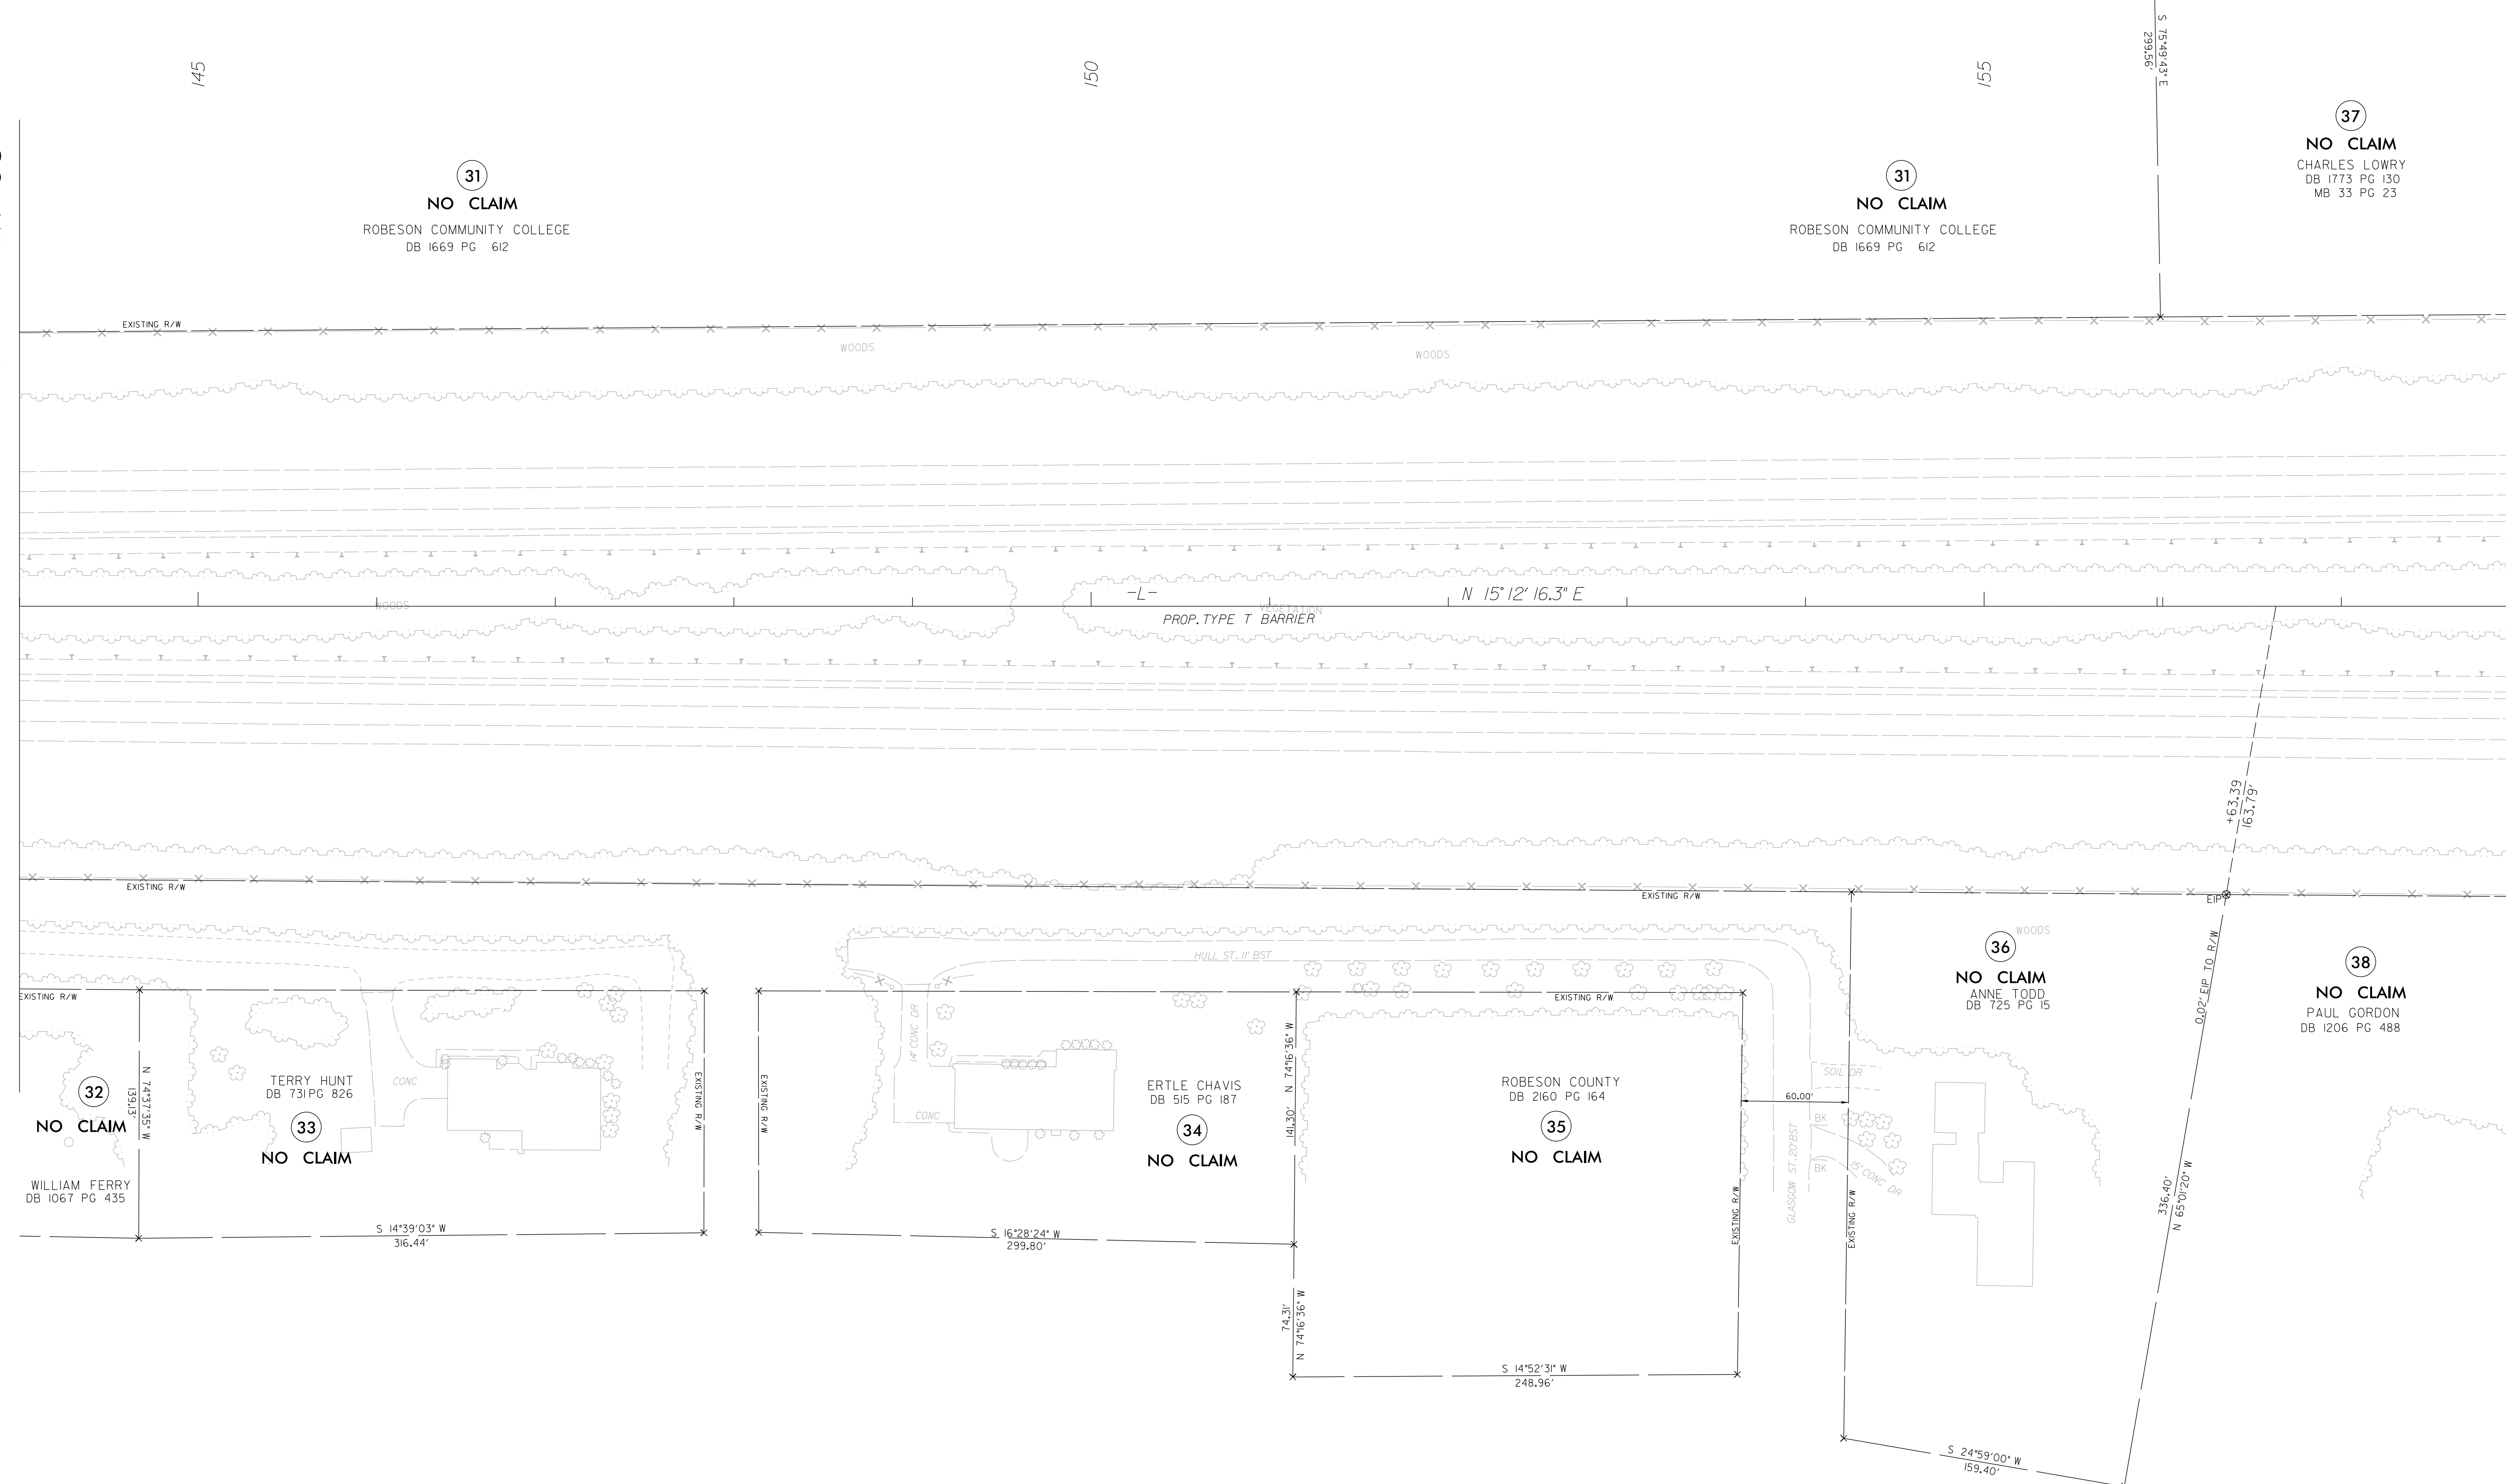 145
150
155
S 75°49'43" E
299.56'
37
NO CLAIM
CHARLES LOWRY
DB 1773 PG 130
MB 33 PG 23
31
NO CLAIM
ROBESON COMMUNITY COLLEGE
DB 1669 PG 612
31
NO CLAIM
ROBESON COMMUNITY COLLEGE
DB 1669 PG 612
EXISTING R/W
WOODS
WOODS
-L-
N 15° 12' 16.3" E
WOODS
VEGETATION
PROP. TYPE T BARRIER
+63.39
163.79'
EXISTING R/W
EXISTING R/W
EIP
WOODS
36
NO CLAIM
ANNE TODD
DB 725 PG 15
0.02' EIP TO R/W
38
NO CLAIM
PAUL GORDON
DB 1206 PG 488
HULL ST. 11' BST
EXISTING R/W
EXISTING R/W
14' CONC DR
N 74°37'35" W
139.13'
32
NO CLAIM
WILLIAM FERRY
DB 1067 PG 435
TERRY HUNT
DB 731 PG 826
33
NO CLAIM
CONC
EXISTING R/W
EXISTING R/W
CONC
ERTLE CHAVIS
DB 515 PG 187
34
NO CLAIM
N 74°16'36" W
141.30'
ROBESON COUNTY
DB 2160 PG 164
35
NO CLAIM
60.00'
SOIL DR
BK
BK
15' CONC DR
GLASGOW ST. 20' BST
EXISTING R/W
EXISTING R/W
336.40'
N 65°01'20" W
S 14°39'03" W
316.44'
S 16°28'24" W
299.80'
74.31'
N 74°16'36" W
S 14°52'31" W
248.96'
S 24°59'00" W
159.40'